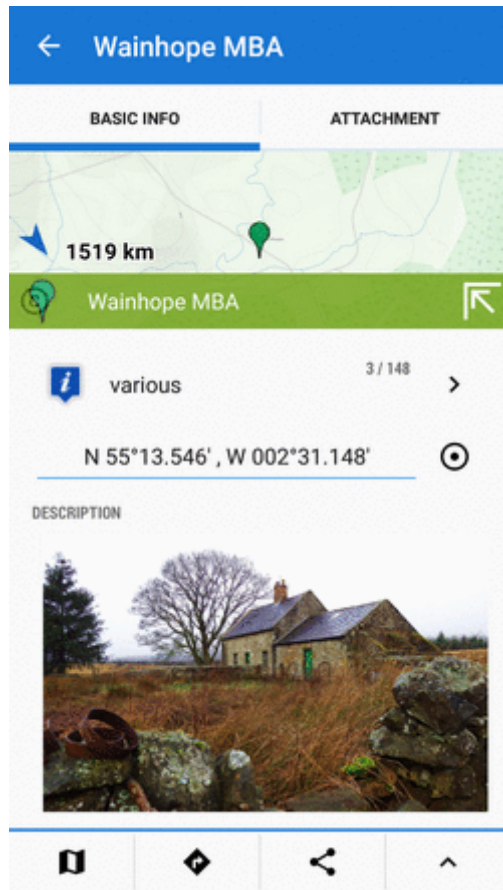 Wainhope MBA
BASIC INFO
ATTACHMENT
1519 km
Wainhope MBA
various
3 / 148
N 55°13.546' , W 002°31.148'
DESCRIPTION